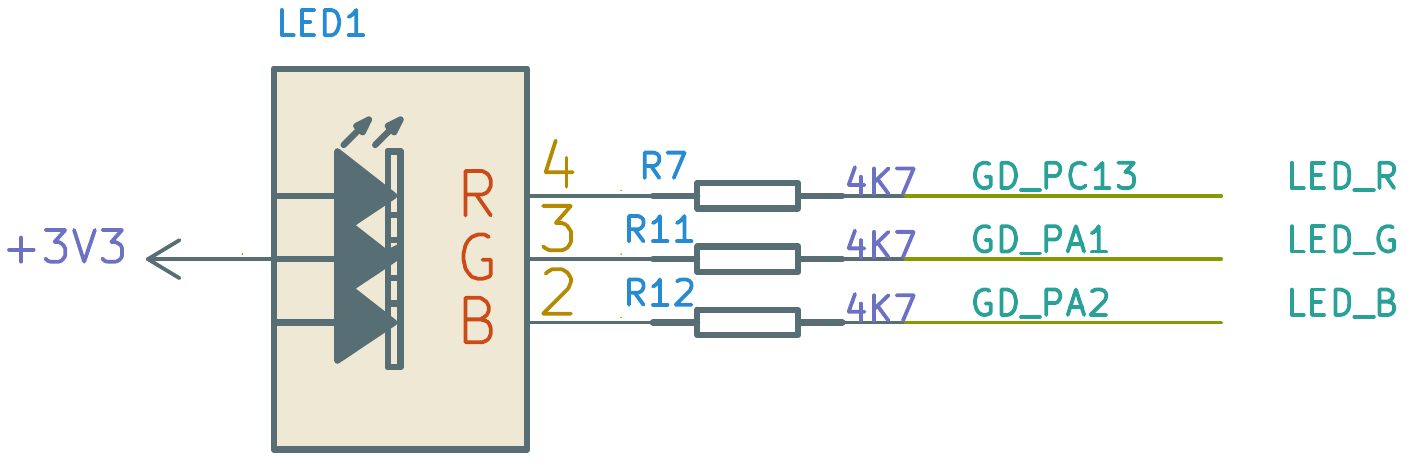 LED1
4 R7 4K7 GD_PC13 LED_R
R
3 R11 4K7 GD_PA1 LED_G
+3V3 G
2 R12 4K7 GD_PA2 LED_B
B